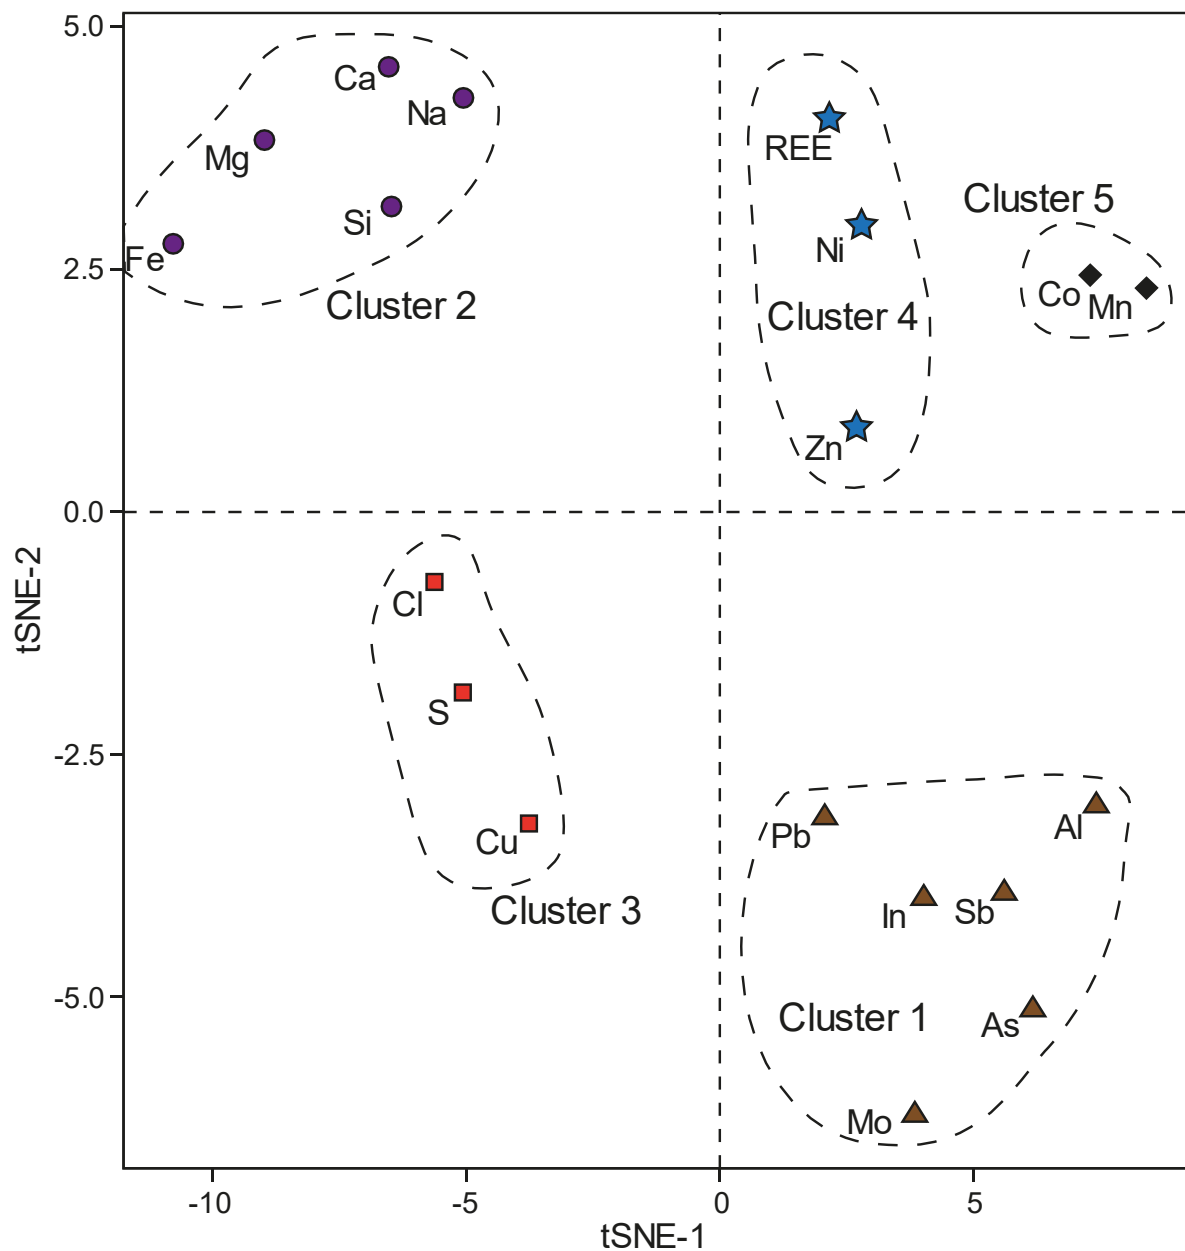 5.0
Ca
Na
Mg
REE
Cluster 5
Si
Ni
Fe
2.5
Cluster 2
Co
Mn
Cluster 4
Zn
0.0
tSNE-2
Cl
S
-2.5
Cu
Pb
Al
Cluster 3
In
Sb
-5.0
Cluster 1
As
Mo
-10
-5
0
5
tSNE-1